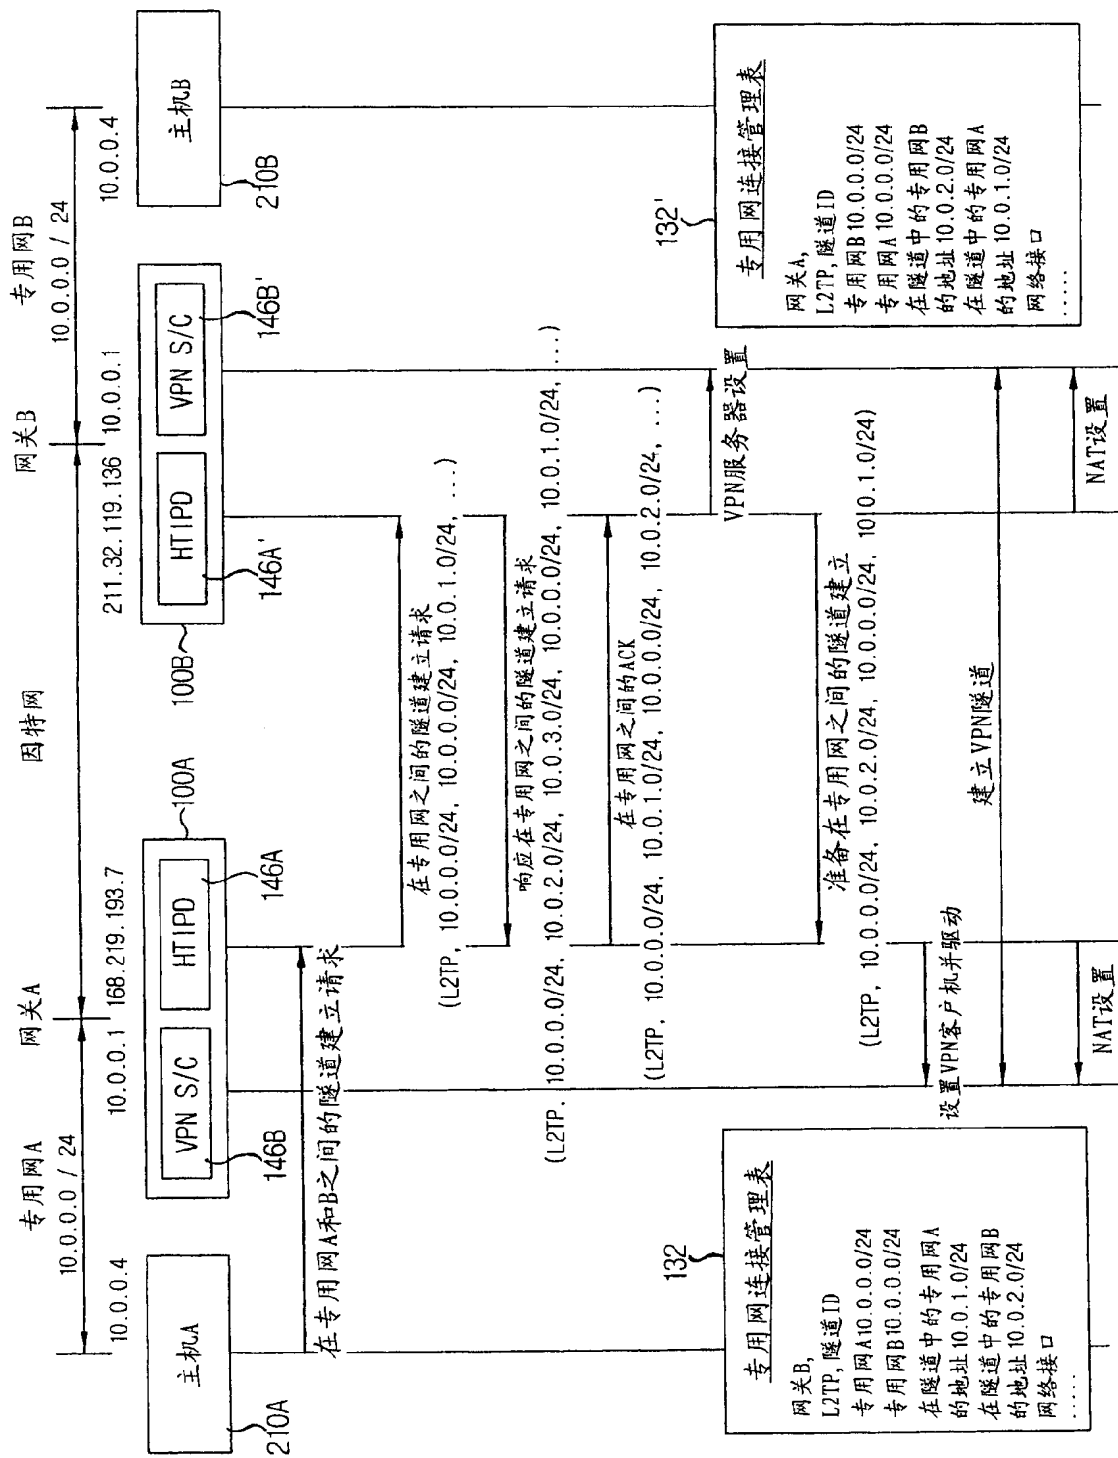 专用网A
10.0.0.0 / 24
网关A
因特网
网关B
专用网B
10.0.0.0 / 24
10.0.0.4
10.0.0.1
168.219.193.7
211.32.119.136
10.0.0.1
10.0.0.4
主机A
VPN S/C
HTIPD
HTIPD
VPN S/C
主机B
210A
146B
146A
100A
100B
146A'
146B'
210B
在专用网A和B之间的隧道建立请求
在专用网之间的隧道建立请求
(L2TP, 10.0.0.0/24, 10.0.0.0/24, 10.0.1.0/24, ...)
响应在专用网之间的隧道建立请求
(L2TP. 10.0.0.0/24, 10.0.2.0/24, 10.0.3.0/24, 10.0.0.0/24, 10.0.1.0/24, ...)
在专用网之间的ACK
(L2TP, 10.0.0.0/24, 10.0.1.0/24, 10.0.0.0/24, 10.0.2.0/24, ...)
VPN服务器设置
准备在专用网之间的隧道建立
(L2TP, 10.0.0.0/24, 10.0.2.0/24, 10.0.0.0/24, 10.0.1.0/24)
设置VPN客户机并驱动
建立VPN隧道
NAT设置
NAT设置
132
专用网连接管理表
网关B,
L2TP,隧道ID
专用网A10.0.0.0/24
专用网B10.0.0.0/24
在隧道中的专用网A
的地址10.0.1.0/24
在隧道中的专用网B
的地址10.0.2.0/24
网络接口
.....
132'
专用网连接管理表
网关A,
L2TP,隧道ID
专用网B10.0.0.0/24
专用网A10.0.0.0/24
在隧道中的专用网B
的地址10.0.2.0/24
在隧道中的专用网A
的地址10.0.1.0/24
网络接口
.....